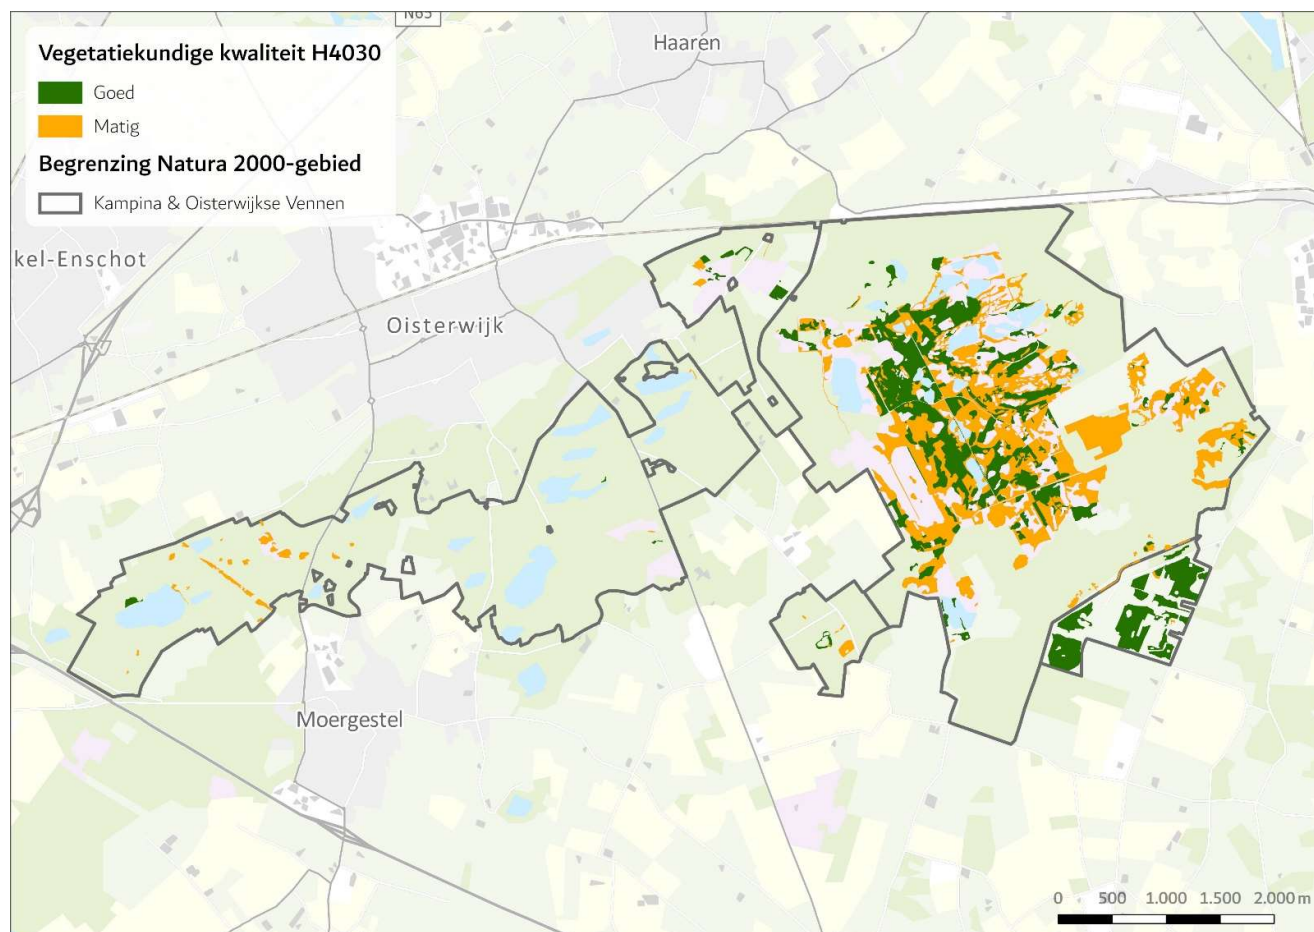 N65
Haaren
Vegetatiekundige kwaliteit H4030
Goed
Matig
Begrenzing Natura 2000-gebied
Kampina & Oisterwijkse Vennen
kel-Enschot
Oisterwijk
Moergestel
0 500 1.000 1.500 2.000 m